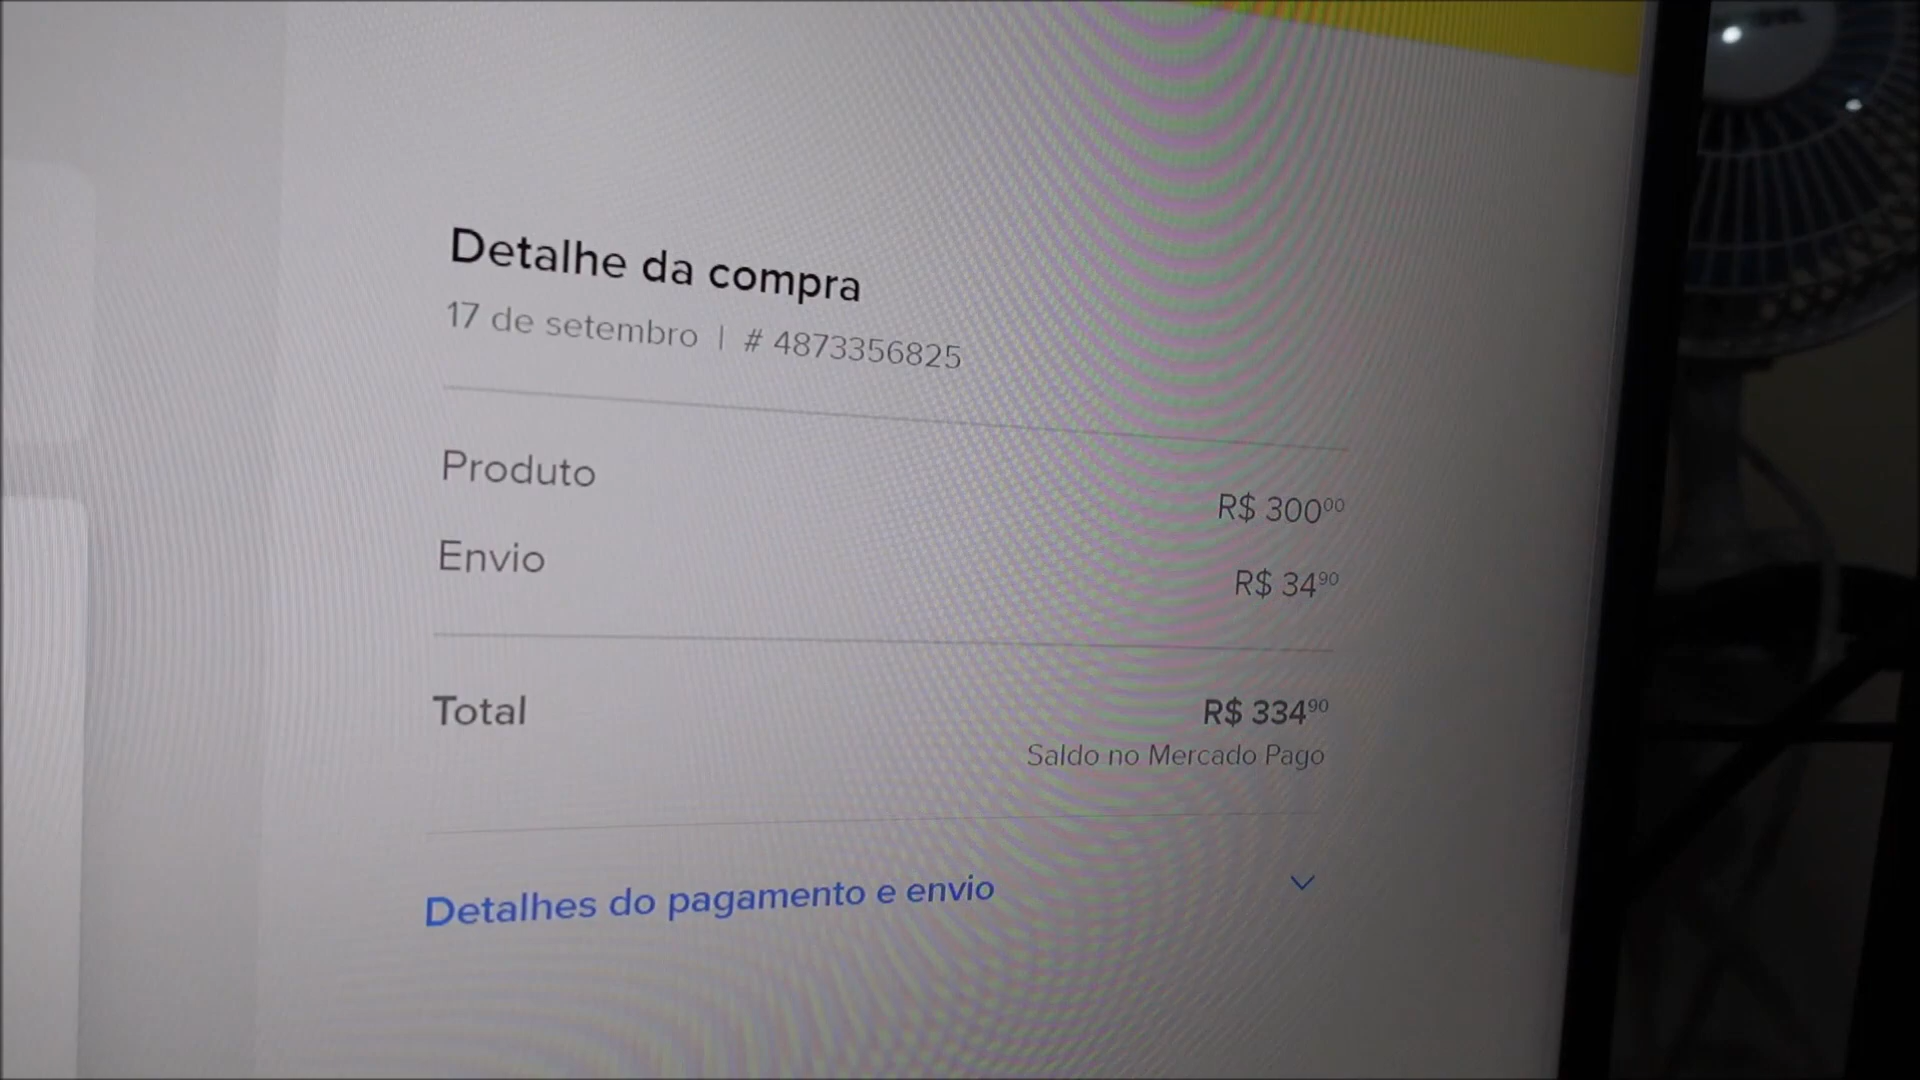 Detalhe da compra
17 de setembro | # 4873356825
Produto R$ 300⁰⁰
Envio R$ 34⁹⁰
Total R$ 334⁹⁰
Saldo no Mercado Pago
Detalhes do pagamento e envio